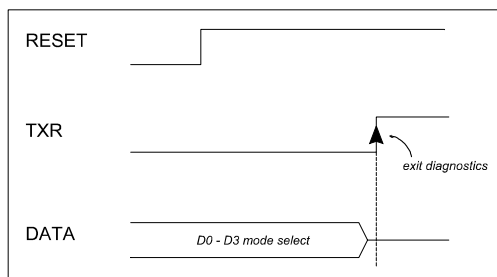 RESET
TXR
exit diagnostics
DATA
D0 - D3 mode select